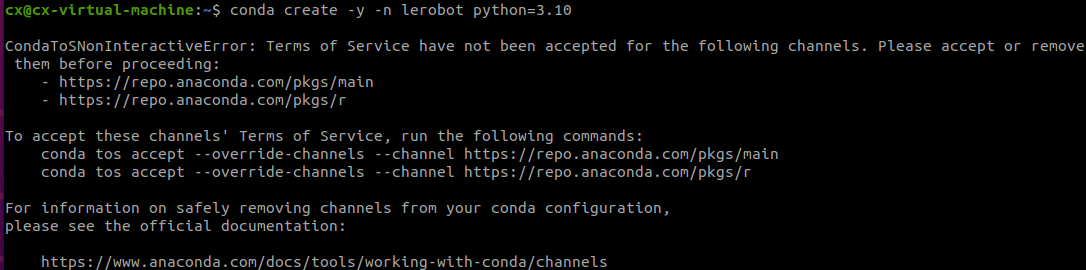 cx@cx-virtual-machine:~$ conda create -y -n lerobot python=3.10
CondaToSNonInteractiveError: Terms of Service have not been accepted for the following channels. Please accept or remove
 them before proceeding:
    - https://repo.anaconda.com/pkgs/main
    - https://repo.anaconda.com/pkgs/r
To accept these channels' Terms of Service, run the following commands:
    conda tos accept --override-channels --channel https://repo.anaconda.com/pkgs/main
    conda tos accept --override-channels --channel https://repo.anaconda.com/pkgs/r
For information on safely removing channels from your conda configuration,
please see the official documentation:
    https://www.anaconda.com/docs/tools/working-with-conda/channels